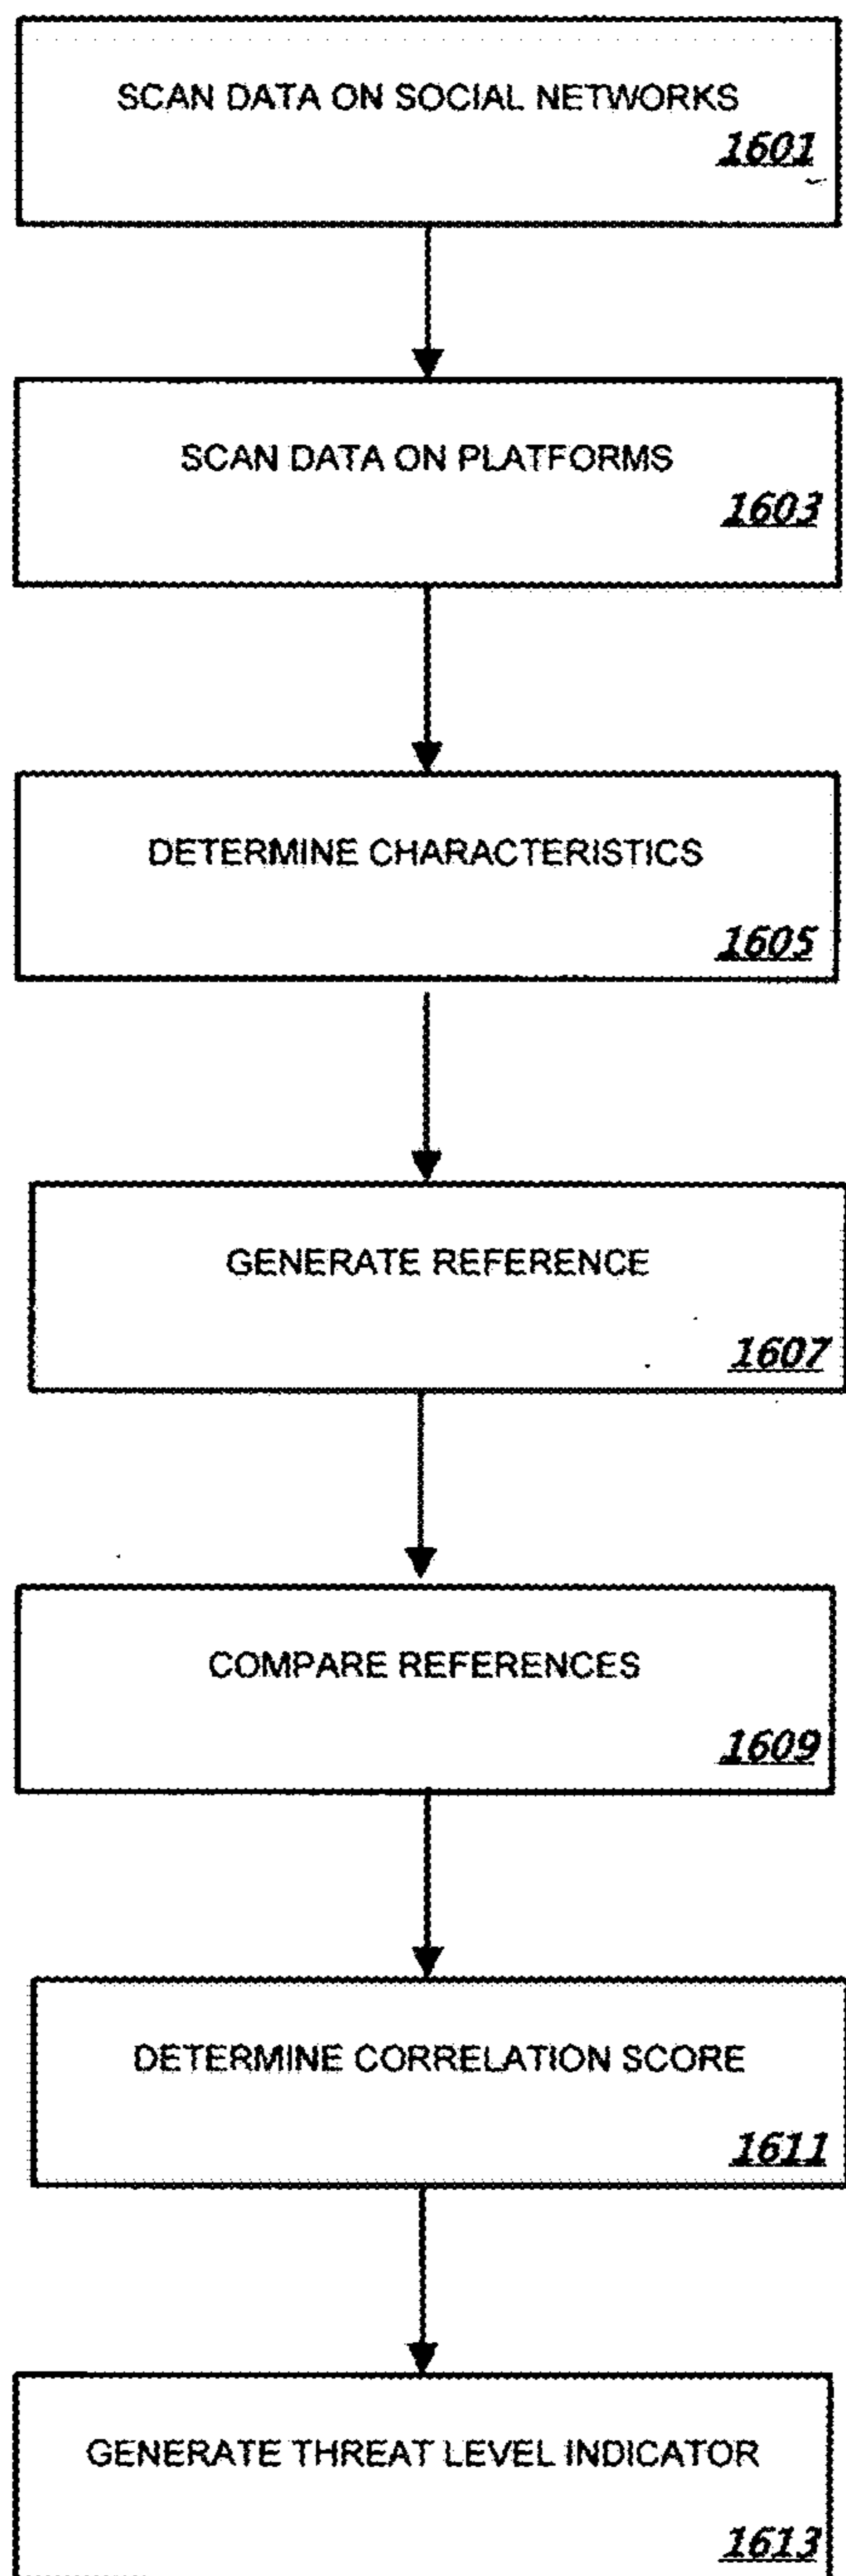 SCAN DATA ON SOCIAL NETWORKS
1601
SCAN DATA ON PLATFORMS
1603
DETERMINE CHARACTERISTICS
1605
GENERATE REFERENCE
1607
COMPARE REFERENCES
1609
DETERMINE CORRELATION SCORE
1611
GENERATE THREAT LEVEL INDICATOR
1613